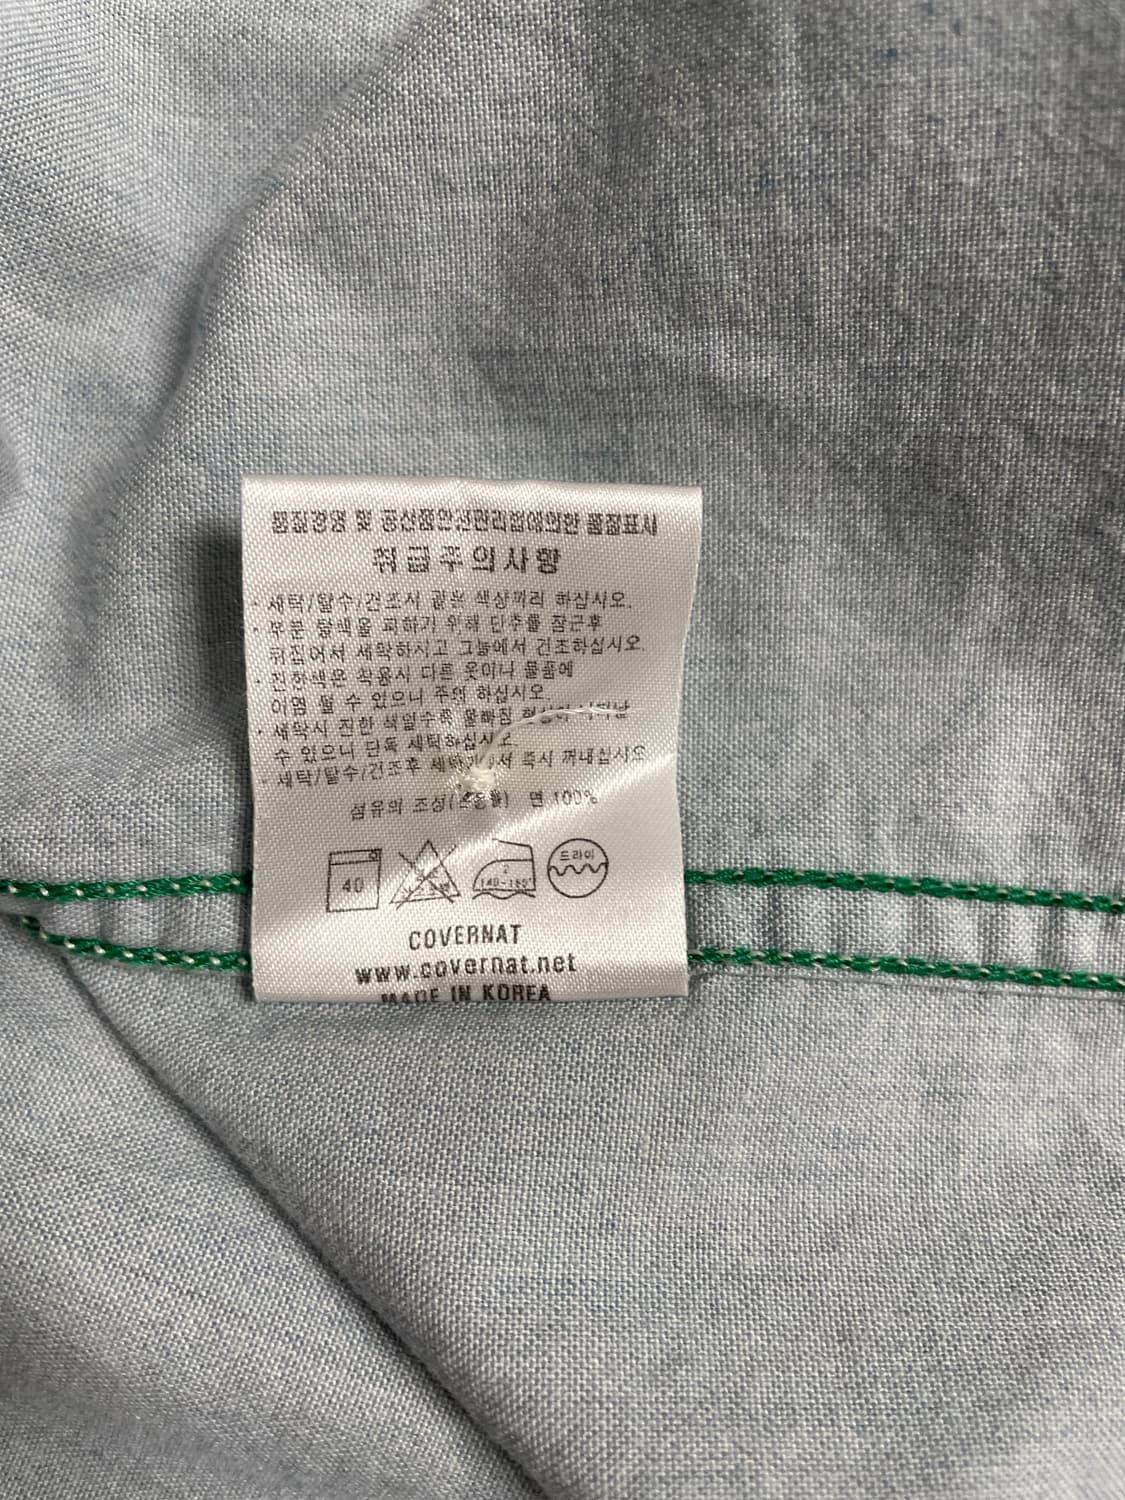 품질경영 및 공산품안전관리법에의한 품질표시
취급주의사항
· 세탁/탈수/건조시 같은 색상끼리 하십시오.
· 부분 탈색을 피하기 위해 단추를 잠근후
뒤집어서 세탁하시고 그늘에서 건조하십시오.
· 진한색은 착용시 다른 옷이나 물품에
이염 될 수 있으니 주의 하십시오.
· 세탁시 진한 색일수록 물빠짐
수 있으니 단독 세탁하십시오
· 세탁/탈수/건조후 즉시 꺼내십시오
섬유의 조성(혼용률) 면 100%
40
2
140~160°
드라이
COVERNAT
www.covernat.net
MADE IN KOREA